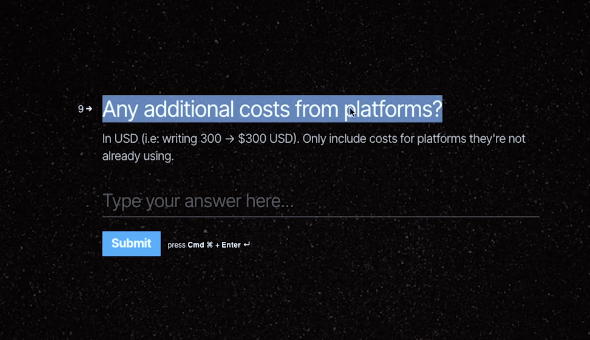 9→ Any additional costs from platforms?
In USD (i.e: writing 300 → $300 USD). Only include costs for platforms they're not
already using.
Type your answer here...
Submit press Cmd ⌘ + Enter ↵